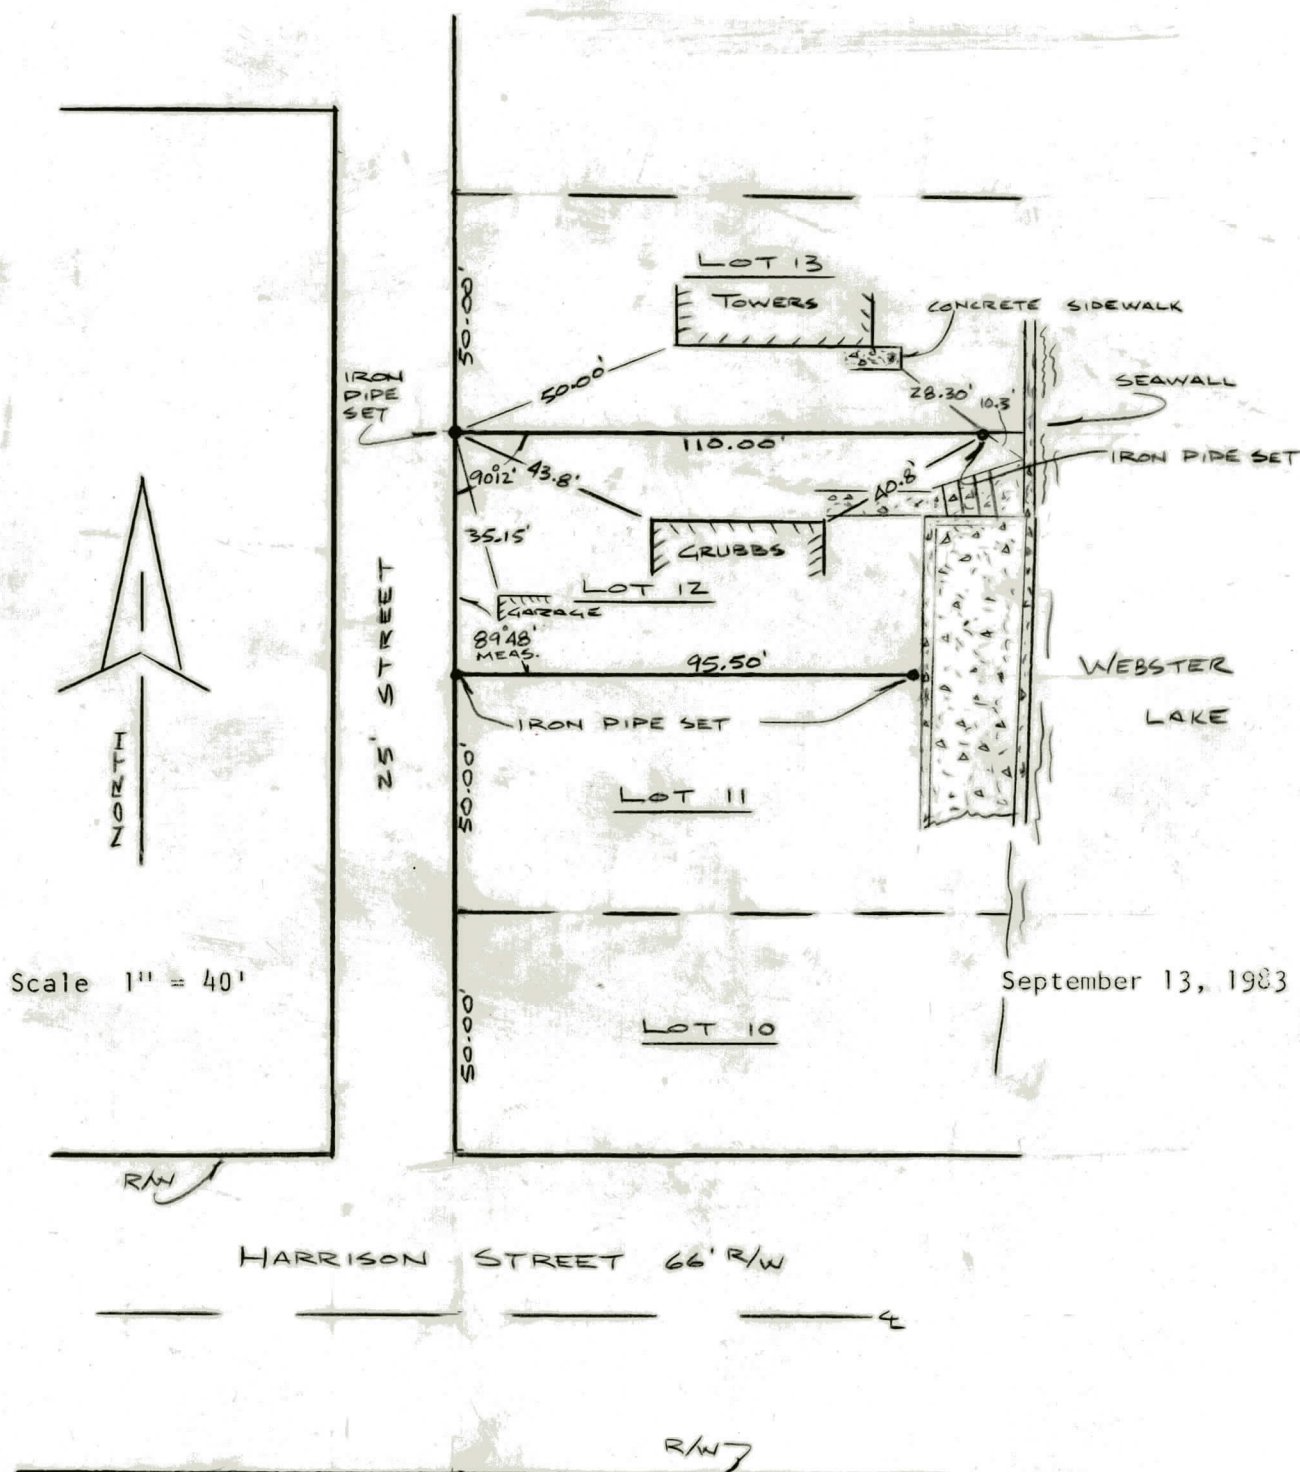 LOT 13
TOWERS
CONCRETE SIDEWALK
50.00'
IRON
PIPE
SET
50.00'
28.30'
10.3'
SEAWALL
110.00'
IRON PIPE SET
90°12'
43.8'
40.8'
35.15'
GRUBBS
LOT 12
GARAGE
89°48'
MEAS.
95.50'
25' STREET
WEBSTER
LAKE
IRON PIPE SET
NORTH
50.00'
LOT 11
Scale 1" = 40'
September 13, 1983
50.00'
LOT 10
R/W
HARRISON STREET 66' R/W
℄
R/W